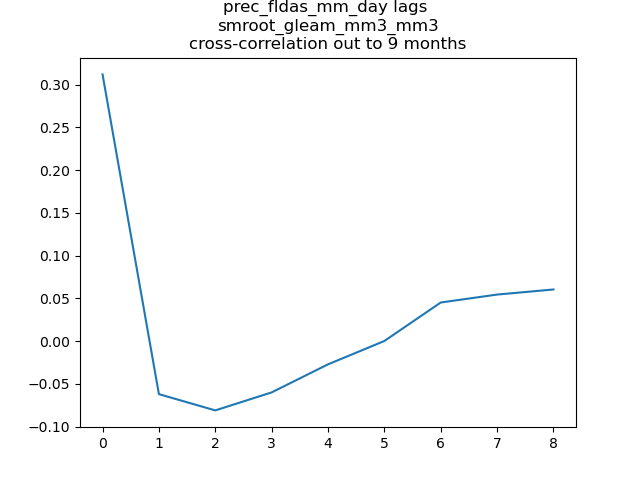 prec_fldas_mm_day lags
smroot_gleam_mm3_mm3
cross-correlation out to 9 months
0.30
0.25
0.20
0.15
0.10
0.05
0.00
−0.05
−0.10
0 1 2 3 4 5 6 7 8